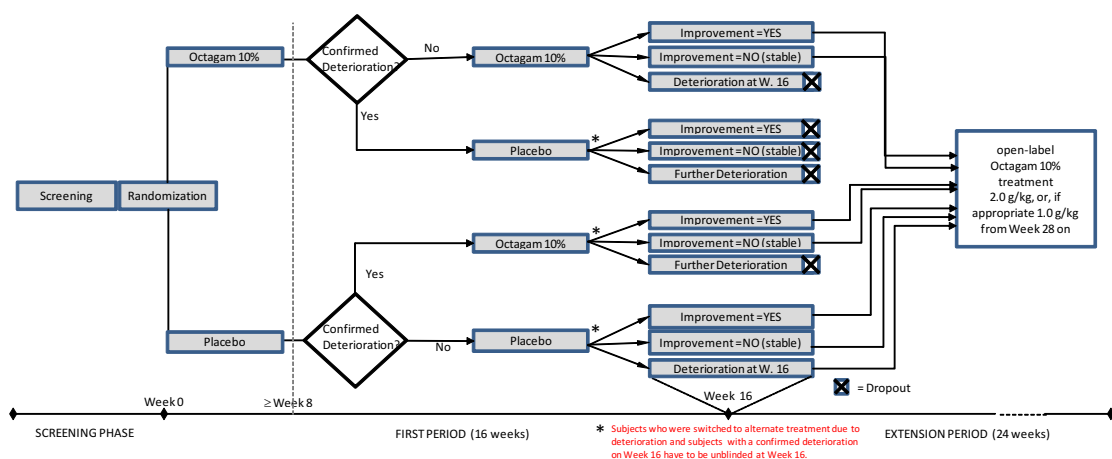 Improvement =YES
Octagam 10%
Confirmed
Deterioration?
No
Octagam 10%
Improvement =NO (stable)
Deterioration at W. 16
Yes
Placebo
*
Improvement =YES
Improvement =NO (stable)
Further Deterioration
Screening
Randomization
open-label
Octagam 10%
treatment
2.0 g/kg, or, if
appropriate 1.0 g/kg
from Week 28 on
Octagam 10%
*
Improvement =YES
Improvement =NO (stable)
Further Deterioration
Yes
Placebo
Confirmed
Deterioration?
No
Placebo
*
Improvement =YES
Improvement =NO (stable)
Deterioration at W. 16
= Dropout
Week 0
≥Week 8
Week 16
SCREENING PHASE
FIRST PERIOD (16 weeks)
* Subjects who were switched to alternate treatment due to
deterioration and subjects with a confirmed deterioration
on Week 16 have to be unblinded at Week 16.
EXTENSION PERIOD (24 weeks)